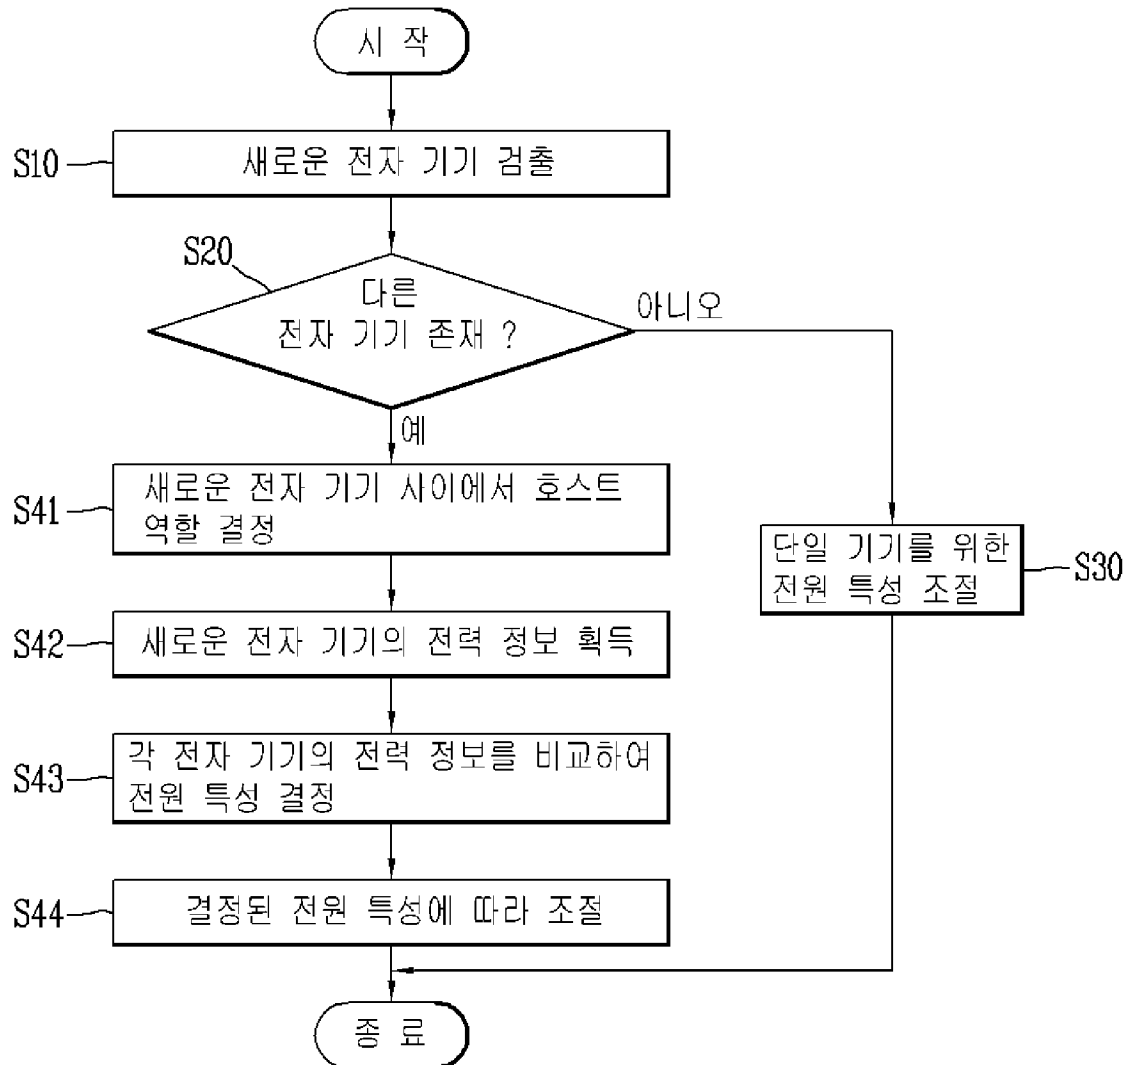 시 작
S10
새로운 전자 기기 검출
S20
다른
전자 기기 존재 ?
아니오
예
S41
새로운 전자 기기 사이에서 호스트
역할 결정
단일 기기를 위한
전원 특성 조절
S30
S42
새로운 전자 기기의 전력 정보 획득
S43
각 전자 기기의 전력 정보를 비교하여
전원 특성 결정
S44
결정된 전원 특성에 따라 조절
종 료